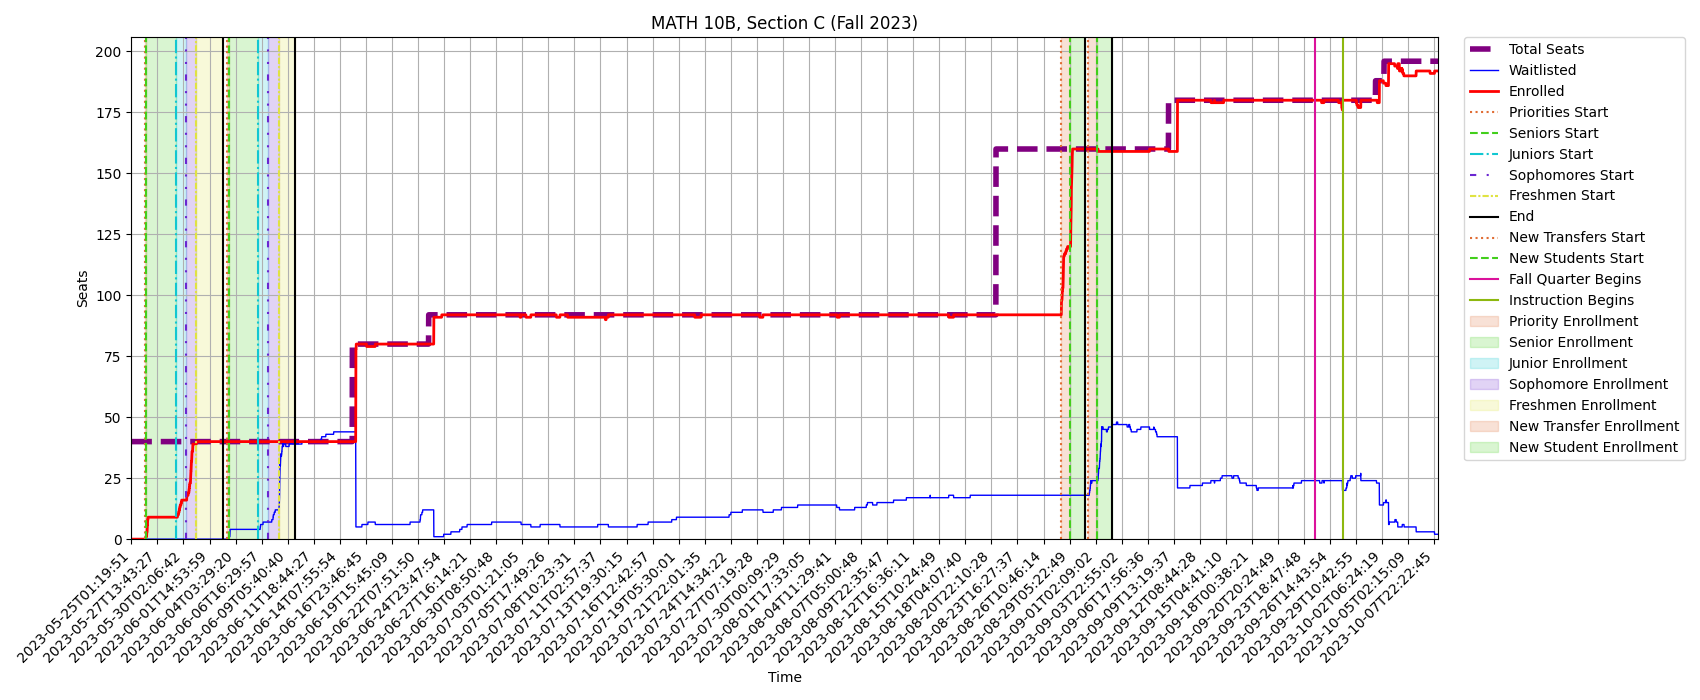 MATH 10B, Section C (Fall 2023)
200
175
150
125
100
75
50
25
0
Seats
2023-05-25T01:19:51
2023-05-27T13:43:27
2023-05-30T02:06:42
2023-06-01T14:53:59
2023-06-04T03:29:20
2023-06-06T16:29:57
2023-06-09T05:40:40
2023-06-11T18:44:27
2023-06-14T07:55:54
2023-06-16T23:46:45
2023-06-19T15:45:09
2023-06-22T07:51:50
2023-06-24T23:47:54
2023-06-27T16:14:21
2023-06-30T08:50:48
2023-07-03T01:21:05
2023-07-05T17:49:26
2023-07-08T10:23:31
2023-07-11T02:57:37
2023-07-13T19:30:15
2023-07-16T12:42:57
2023-07-19T05:30:01
2023-07-21T22:01:35
2023-07-24T14:34:22
2023-07-27T07:19:28
2023-07-30T00:09:29
2023-08-01T17:33:05
2023-08-04T11:29:41
2023-08-07T05:00:48
2023-08-09T22:35:47
2023-08-12T16:36:11
2023-08-15T10:24:49
2023-08-18T04:07:40
2023-08-20T22:10:28
2023-08-23T16:27:37
2023-08-26T10:46:14
2023-08-29T05:22:49
2023-09-01T02:09:02
2023-09-03T22:55:02
2023-09-06T17:56:36
2023-09-09T13:19:37
2023-09-12T08:44:28
2023-09-15T04:41:10
2023-09-18T00:38:21
2023-09-20T20:24:49
2023-09-23T18:47:48
2023-09-26T14:43:54
2023-09-29T10:42:55
2023-10-02T06:24:19
2023-10-05T02:15:09
2023-10-07T22:22:45
Time
Total Seats
Waitlisted
Enrolled
Priorities Start
Seniors Start
Juniors Start
Sophomores Start
Freshmen Start
End
New Transfers Start
New Students Start
Fall Quarter Begins
Instruction Begins
Priority Enrollment
Senior Enrollment
Junior Enrollment
Sophomore Enrollment
Freshmen Enrollment
New Transfer Enrollment
New Student Enrollment